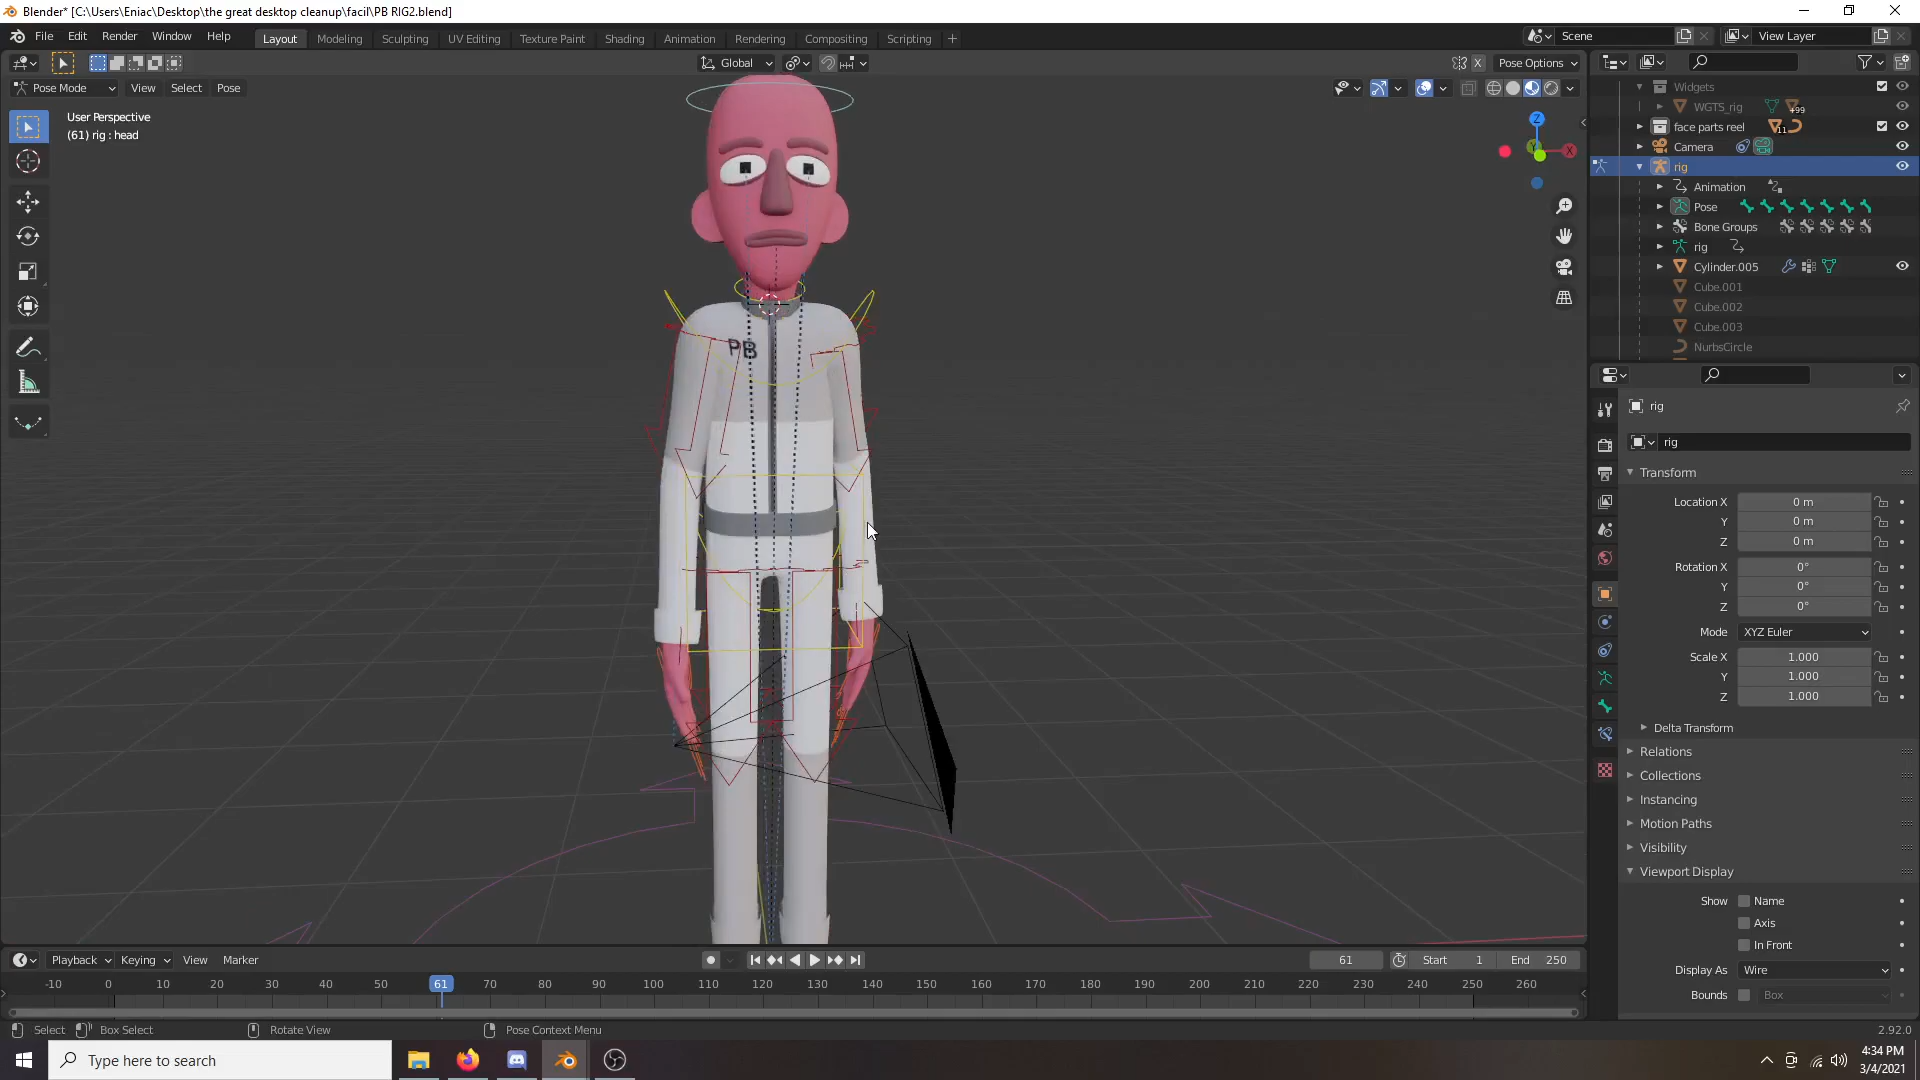 Blender* [C:\Users\Eniac\Desktop\the great desktop cleanup\facil\PB RIG2.blend]
File Edit Render Window Help Layout Modeling Sculpting UV Editing Texture Paint Shading Animation Rendering Compositing Scripting + Scene View Layer
Global X Pose Options
Pose Mode View Select Pose
User Perspective
(61) rig : head
Z
X
Y
PB
Widgets
WGTS_rig +99
face parts reel 11
Camera
rig
Animation
Pose
Bone Groups
rig
Cylinder.005
Cube.001
Cube.002
Cube.003
NurbsCircle
rig
rig
Transform
Location X 0 m
Y 0 m
Z 0 m
Rotation X 0°
Y 0°
Z 0°
Mode XYZ Euler
Scale X 1.000
Y 1.000
Z 1.000
Delta Transform
Relations
Collections
Instancing
Motion Paths
Visibility
Viewport Display
Show Name
Axis
In Front
Display As Wire
Bounds Box
Playback Keying View Marker 61 Start 1 End 250
-10 0 10 20 30 40 50 61 70 80 90 100 110 120 130 140 150 160 170 180 190 200 210 220 230 240 250 260
Select Box Select Rotate View Pose Context Menu 2.92.0
Type here to search
4:34 PM
3/4/2021